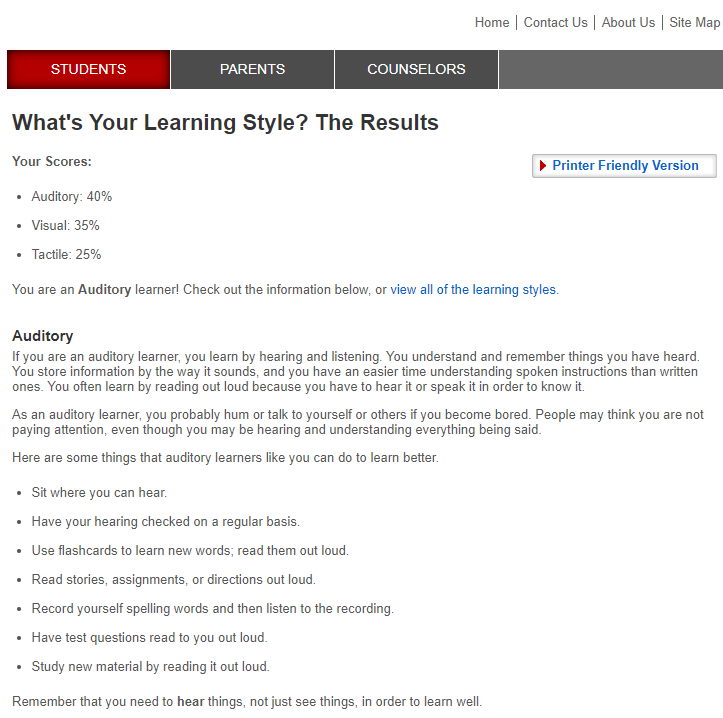 Home | Contact Us | About Us | Site Map
STUDENTS PARENTS COUNSELORS
What's Your Learning Style? The Results
Your Scores:
Printer Friendly Version
• Auditory: 40%
• Visual: 35%
• Tactile: 25%
You are an Auditory learner! Check out the information below, or view all of the learning styles.
Auditory
If you are an auditory learner, you learn by hearing and listening. You understand and remember things you have heard.
You store information by the way it sounds, and you have an easier time understanding spoken instructions than written
ones. You often learn by reading out loud because you have to hear it or speak it in order to know it.
As an auditory learner, you probably hum or talk to yourself or others if you become bored. People may think you are not
paying attention, even though you may be hearing and understanding everything being said.
Here are some things that auditory learners like you can do to learn better.
• Sit where you can hear.
• Have your hearing checked on a regular basis.
• Use flashcards to learn new words; read them out loud.
• Read stories, assignments, or directions out loud.
• Record yourself spelling words and then listen to the recording.
• Have test questions read to you out loud.
• Study new material by reading it out loud.
Remember that you need to hear things, not just see things, in order to learn well.